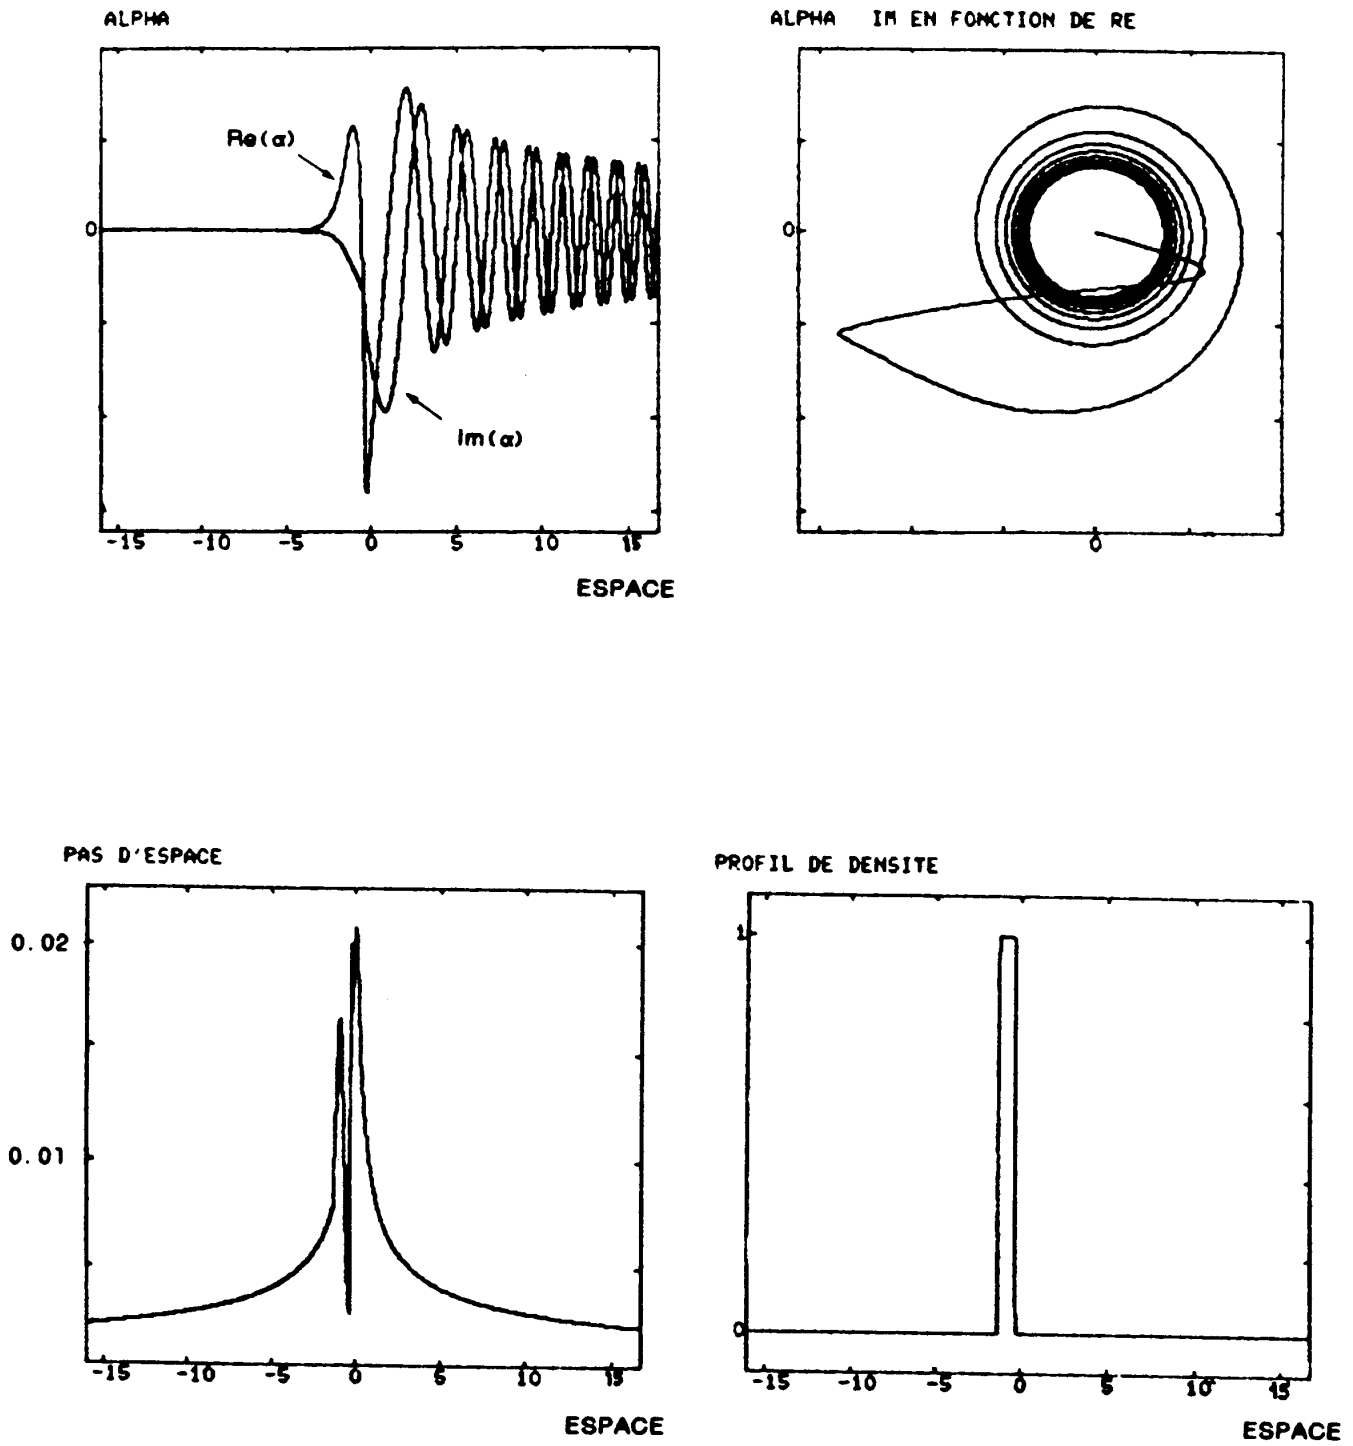 ALPHA
Re(α)
Im(α)
0
-15 -10 -5 0 5 10 15
ESPACE
ALPHA IM EN FONCTION DE RE
0
0
PAS D'ESPACE
0.02
0.01
-15 -10 -5 0 5 10 15
ESPACE
PROFIL DE DENSITE
1
0
-15 -10 -5 0 5 10 15
ESPACE